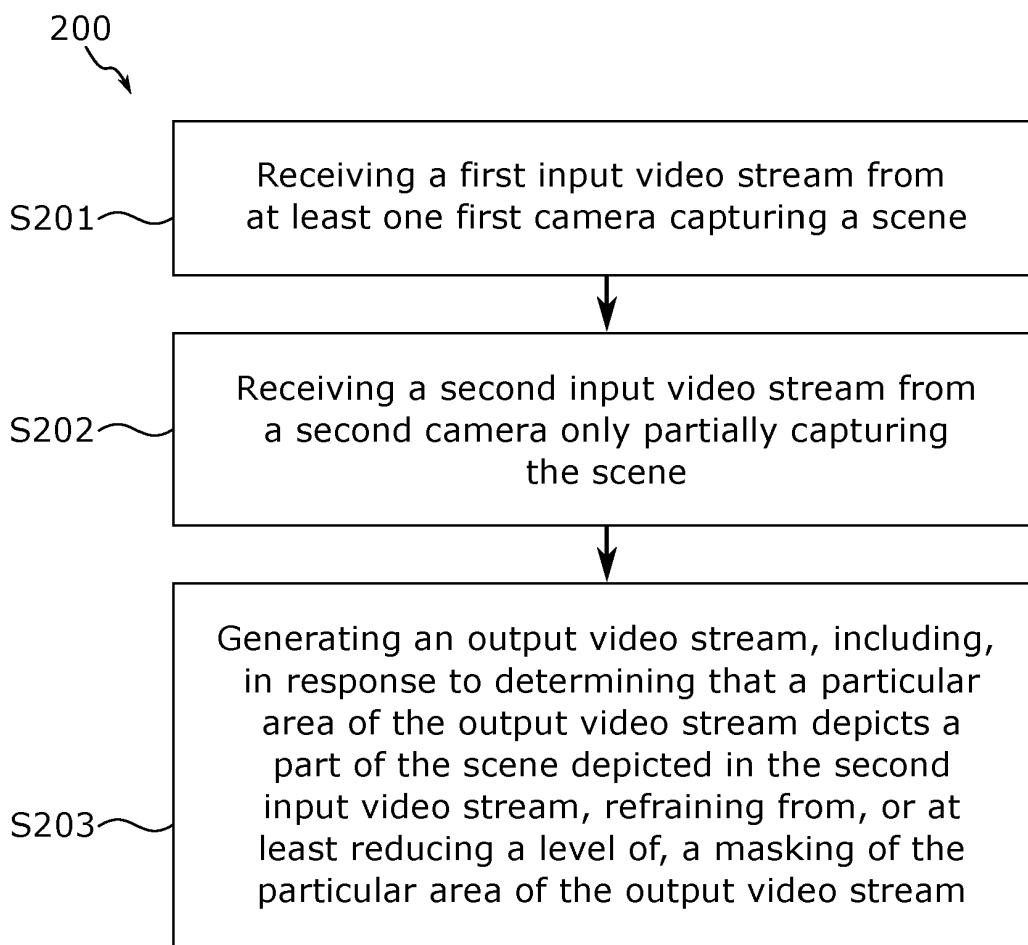 200
S201
Receiving a first input video stream from
at least one first camera capturing a scene
S202
Receiving a second input video stream from
a second camera only partially capturing
the scene
S203
Generating an output video stream, including,
in response to determining that a particular
area of the output video stream depicts a
part of the scene depicted in the second
input video stream, refraining from, or at
least reducing a level of, a masking of the
particular area of the output video stream